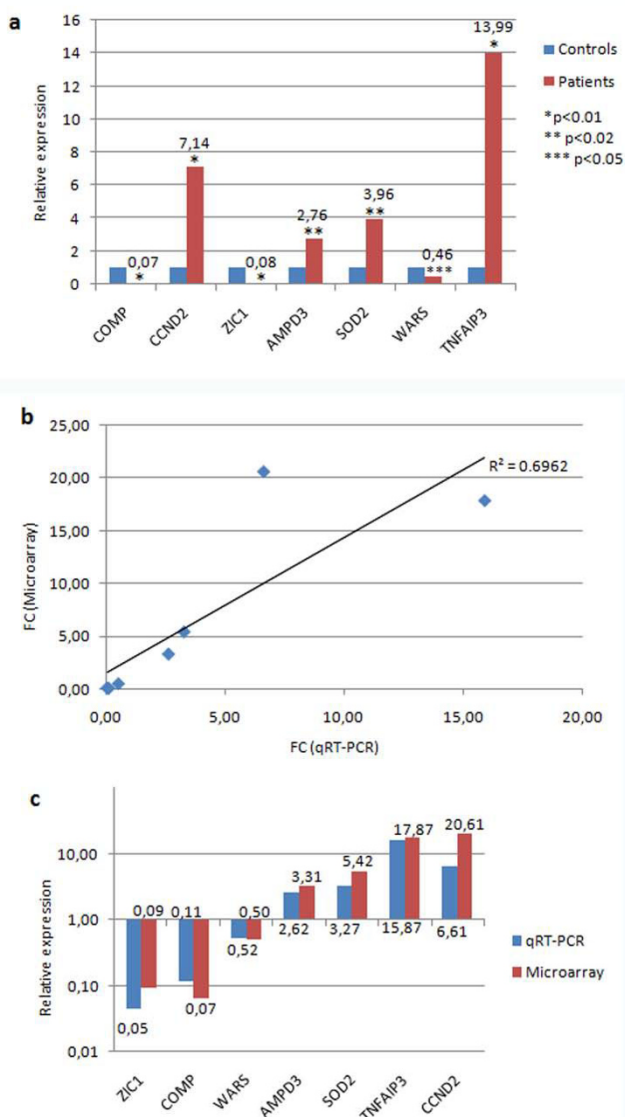 a
16
14
12
10
8
6
4
2
0
Relative expression
0,07
*
7,14
*
0,08
*
2,76
**
3,96
**
0,46
***
13,99
*
COMP
CCND2
ZIC1
AMPD3
SOD2
WARS
TNFAIP3
Controls
Patients
*p<0.01
** p<0.02
*** p<0.05
b
25,00
20,00
15,00
10,00
5,00
0,00
FC (Microarray)
R² = 0.6962
0,00
5,00
10,00
15,00
20,00
FC (qRT-PCR)
c
10,00
1,00
0,10
0,01
Relative expression
0,09
0,05
0,11
0,07
0,50
0,52
3,31
2,62
5,42
3,27
17,87
15,87
20,61
6,61
ZIC1
COMP
WARS
AMPD3
SOD2
TNFAIP3
CCND2
qRT-PCR
Microarray